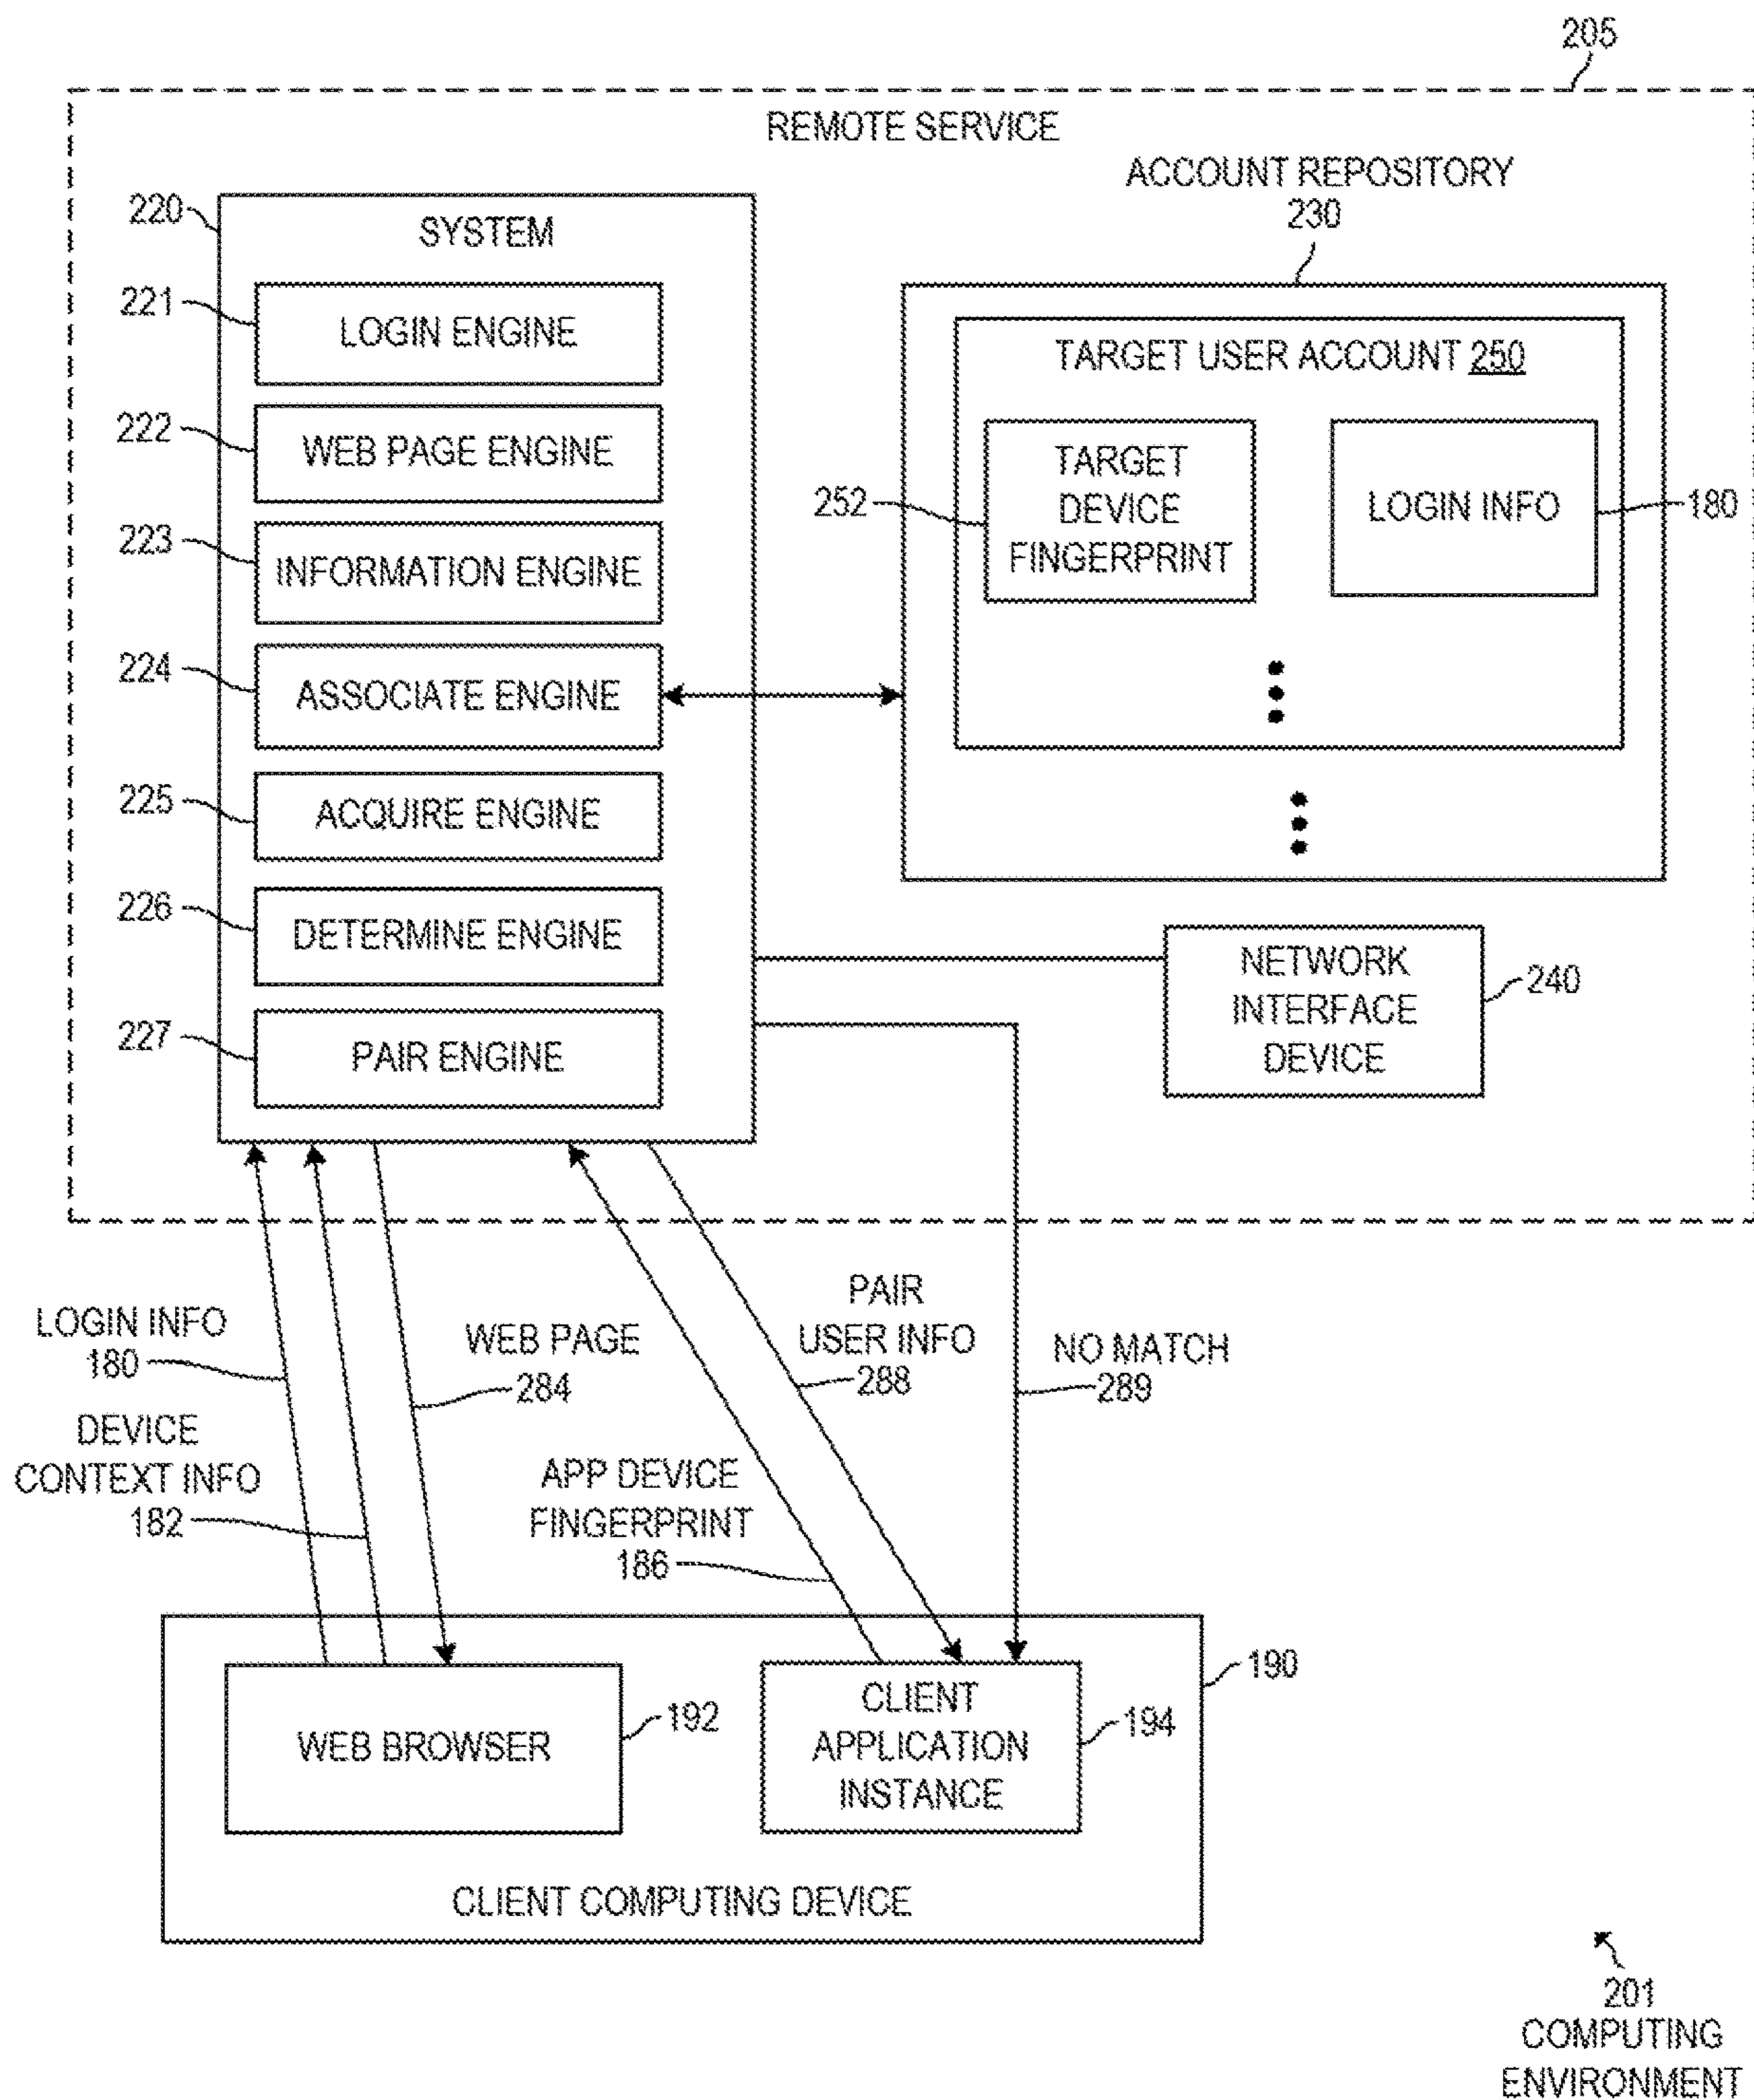 205
REMOTE SERVICE
ACCOUNT REPOSITORY
230
220
SYSTEM
221
LOGIN ENGINE
222
WEB PAGE ENGINE
223
INFORMATION ENGINE
224
ASSOCIATE ENGINE
225
ACQUIRE ENGINE
226
DETERMINE ENGINE
227
PAIR ENGINE
TARGET USER ACCOUNT 250
252
TARGET
DEVICE
FINGERPRINT
LOGIN INFO
180
NETWORK
INTERFACE
DEVICE
240
LOGIN INFO
180
DEVICE
CONTEXT INFO
182
WEB PAGE
284
APP DEVICE
FINGERPRINT
186
PAIR
USER INFO
288
NO MATCH
289
190
WEB BROWSER
192
CLIENT
APPLICATION
INSTANCE
194
CLIENT COMPUTING DEVICE
201
COMPUTING
ENVIRONMENT